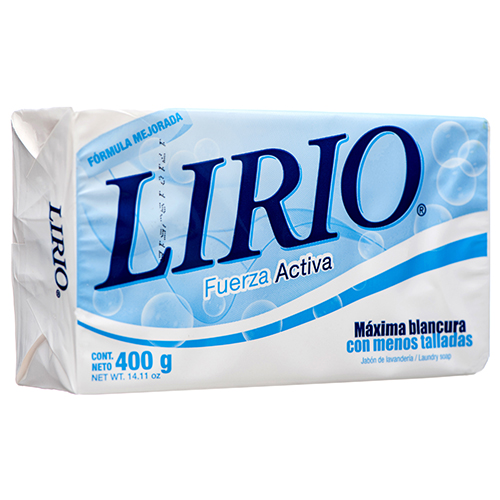 FÓRMULA MEJORADA
LIRIO®
Fuerza Activa
Máxima blancura
con menos talladas
Jabón de lavandería / Laundry soap
CONT.
NETO 400 g
NET WT. 14.11 oz
LIRIO®